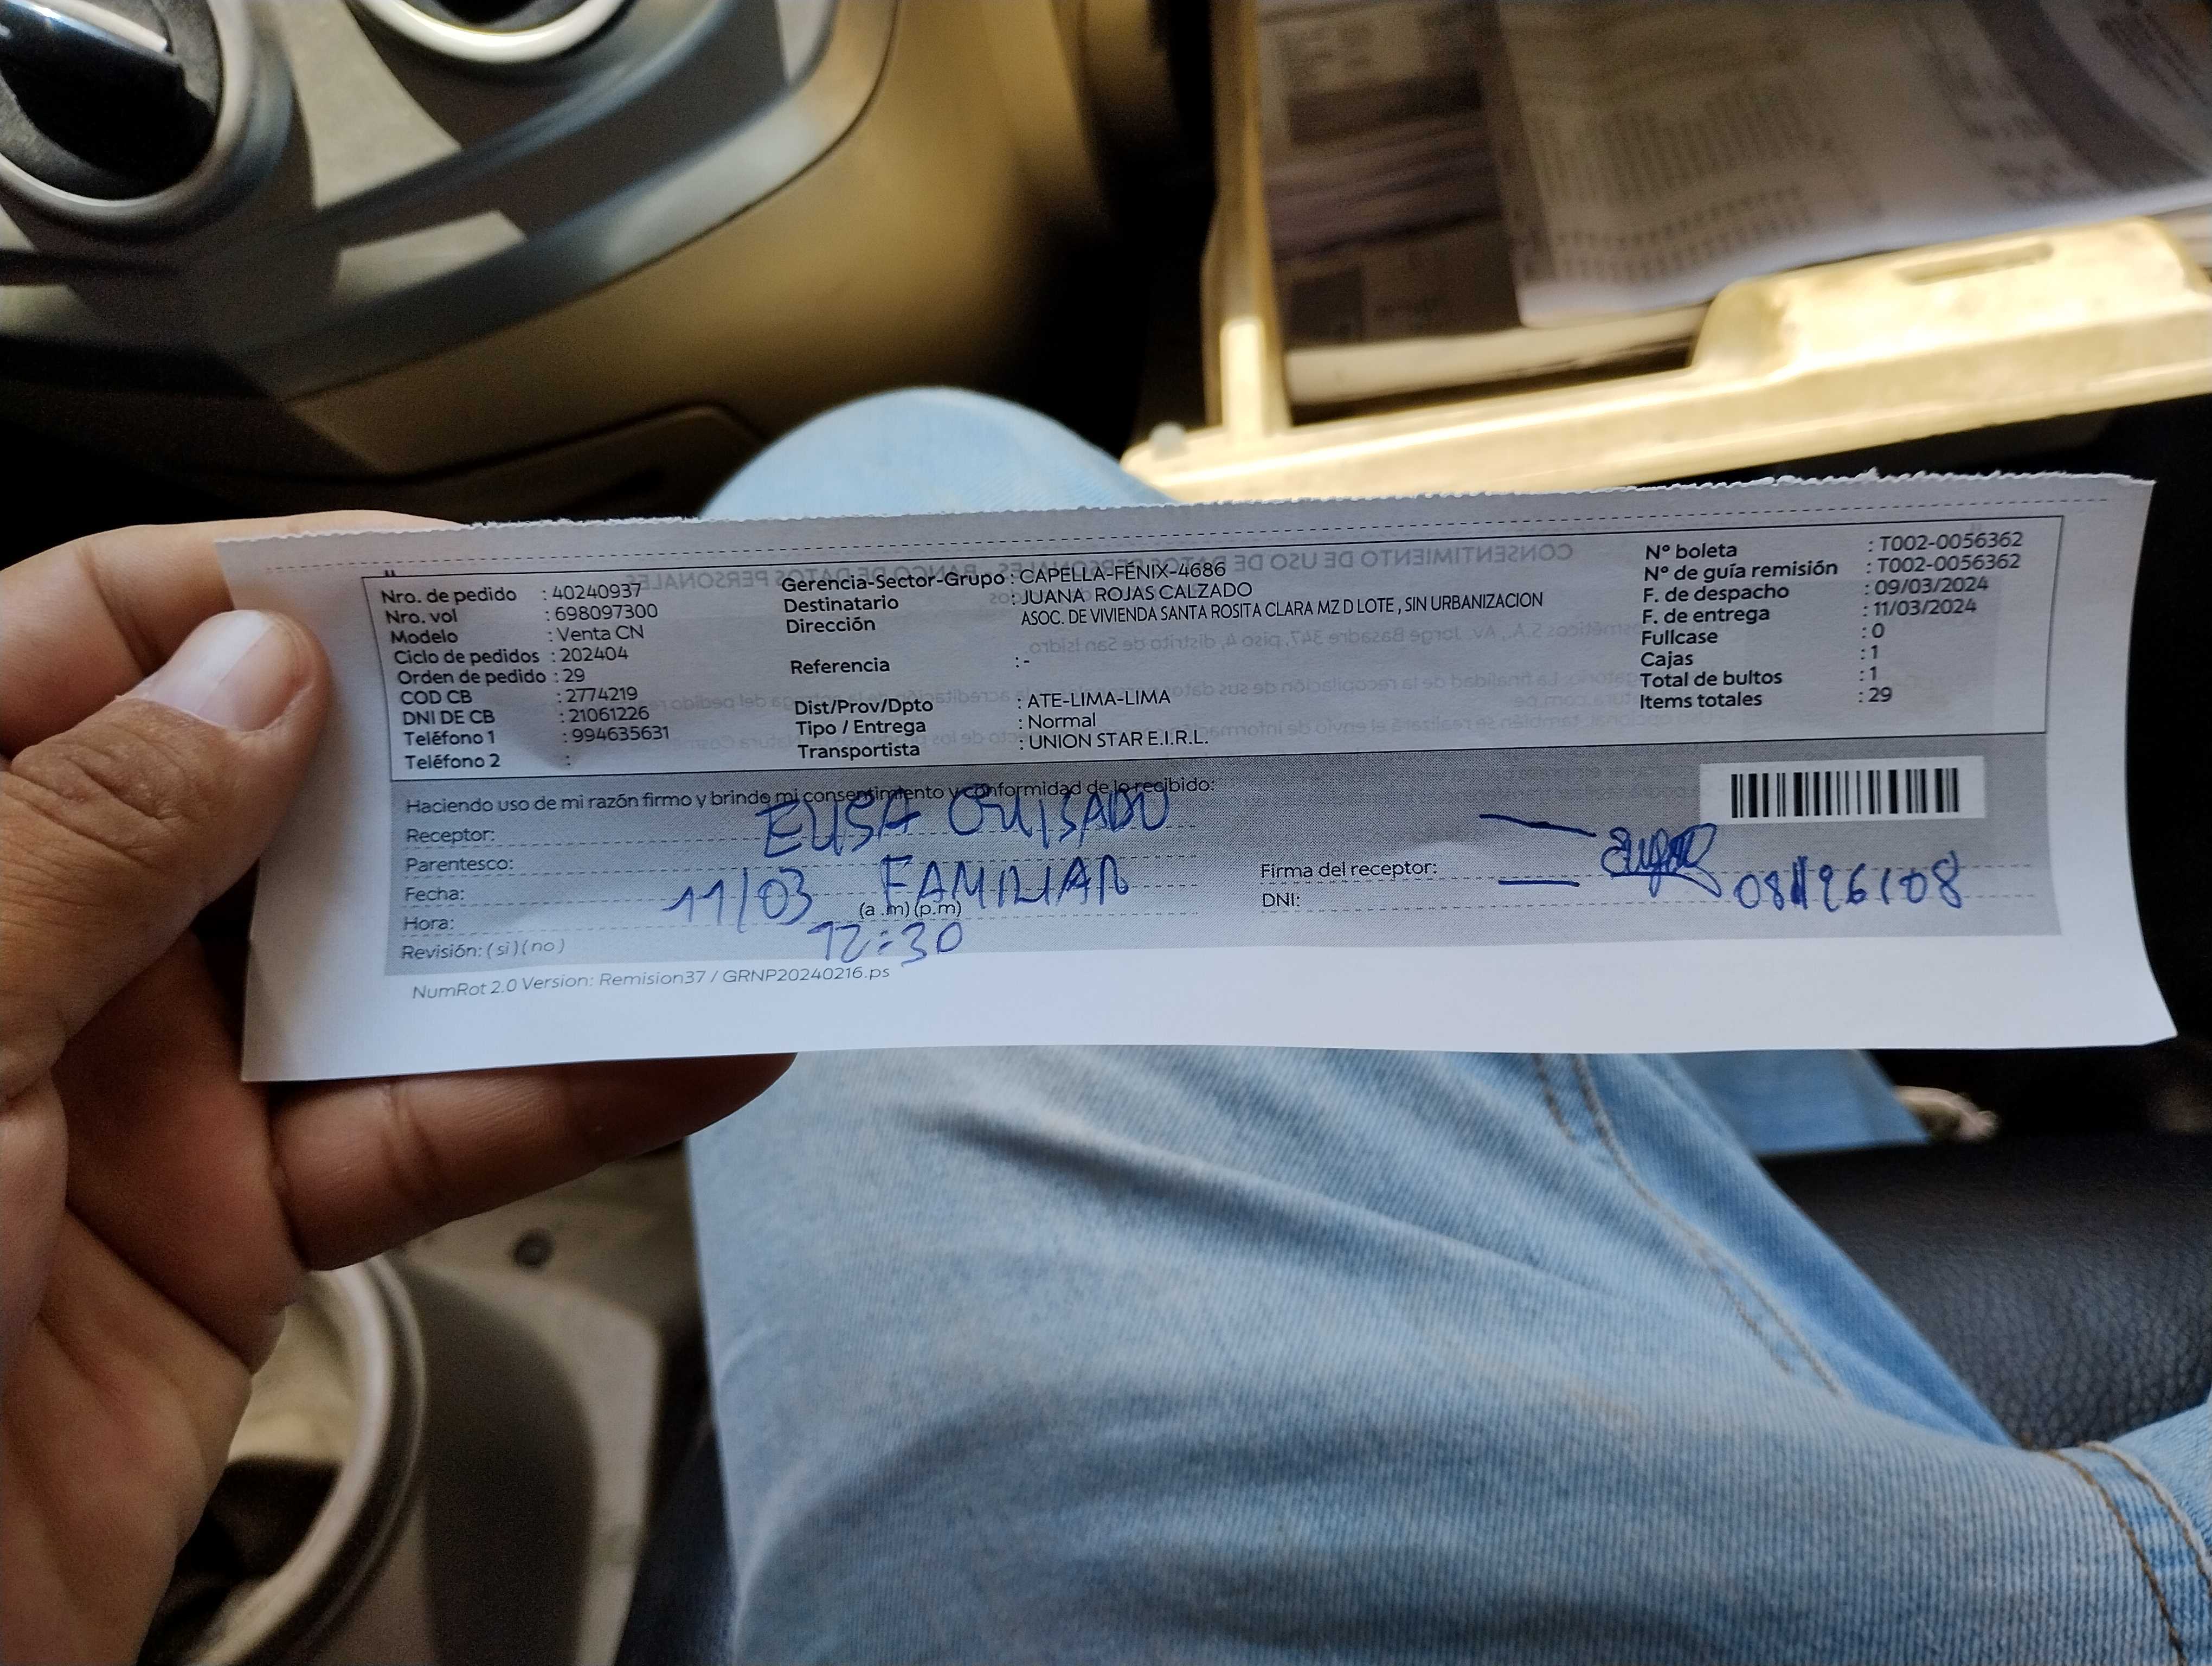 Nro. de pedido : 40240937
Nro. vol : 698097300
Modelo : Venta CN
Ciclo de pedidos : 202404
Orden de pedido : 29
COD CB : 2774219
DNI DE CB : 21061226
Teléfono 1 : 994635631
Teléfono 2 :
Gerencia-Sector-Grupo : CAPELLA-FÉNIX-4686
Destinatario : JUANA ROJAS CALZADO
Dirección ASOC. DE VIVIENDA SANTA ROSITA CLARA MZ D LOTE , SIN URBANIZACION
Referencia : -
Dist/Prov/Dpto : ATE-LIMA-LIMA
Tipo / Entrega : Normal
Transportista : UNION STAR E.I.R.L.
Nº boleta : T002-0056362
Nº de guía remisión : T002-0056362
F. de despacho : 09/03/2024
F. de entrega : 11/03/2024
Fullcase : 0
Cajas : 1
Total de bultos : 1
Items totales : 29
Haciendo uso de mi razón firmo y brindo mi consentimiento y conformidad de lo recibido:
Receptor: ELISA
Parentesco: FAMILIAR
Fecha: 11/03
Hora: (a .m) (p.m) 12:30
Revisión: ( si ) ( no )
Firma del receptor:
DNI:
NumRot 2.0 Version: Remision37 / GRNP20240216.ps